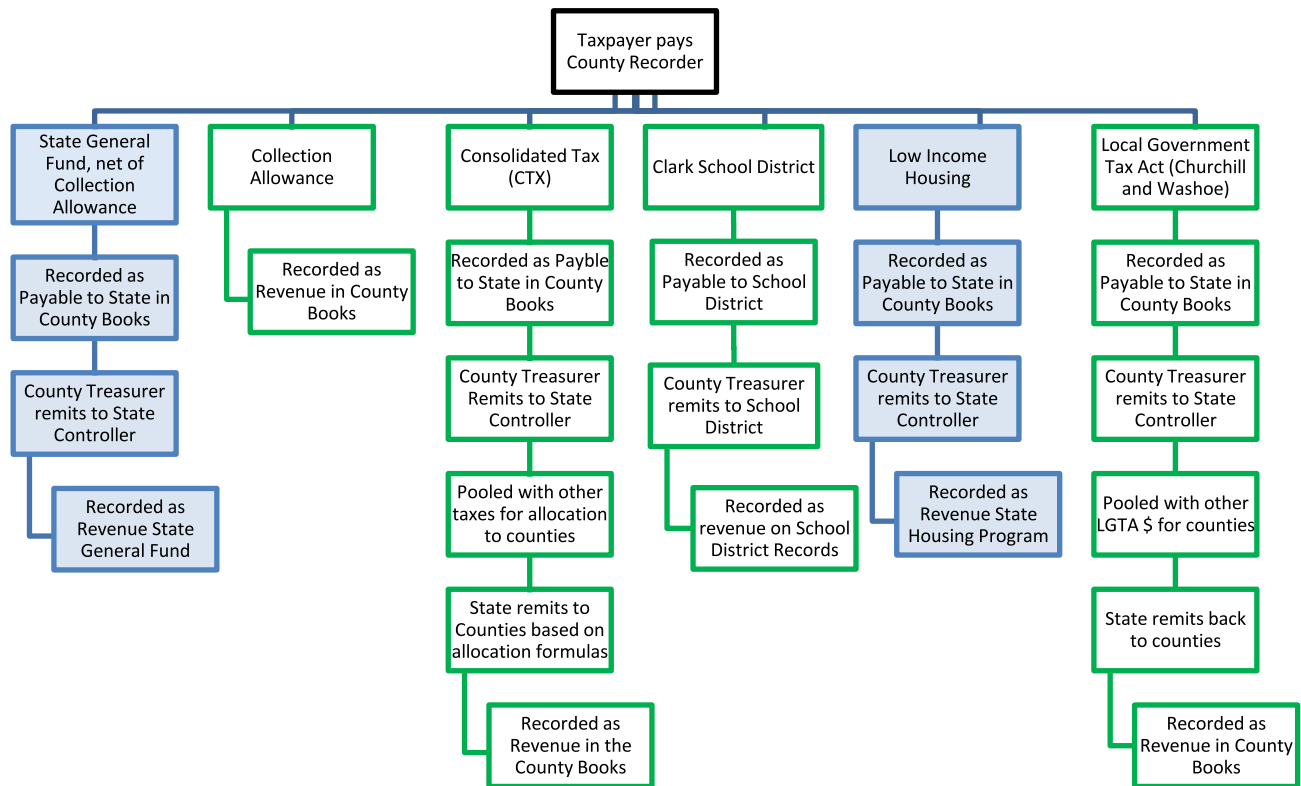 Taxpayer pays
County Recorder
State General
Fund, net of
Collection
Allowance
Recorded as
Payable to State in
County Books
County Treasurer
remits to State
Controller
Recorded as
Revenue State
General Fund
Collection
Allowance
Recorded as
Revenue in County
Books
Consolidated Tax
(CTX)
Recorded as Payble
to State in County
Books
County Treasurer
Remits to State
Controller
Pooled with other
taxes for allocation
to counties
State remits to
Counties based on
allocation formulas
Recorded as
Revenue in the
County Books
Clark School District
Recorded as
Payable to School
District
County Treasurer
remits to School
District
Recorded as
revenue on School
District Records
Low Income
Housing
Recorded as
Payable to State in
County Books
County Treasurer
remits to State
Controller
Recorded as
Revenue State
Housing Program
Local Government
Tax Act (Churchill
and Washoe)
Recorded as
Payable to State in
County Books
County Treasurer
remits to State
Controller
Pooled with other
LGTA $ for counties
State remits back
to counties
Recorded as
Revenue in County
Books